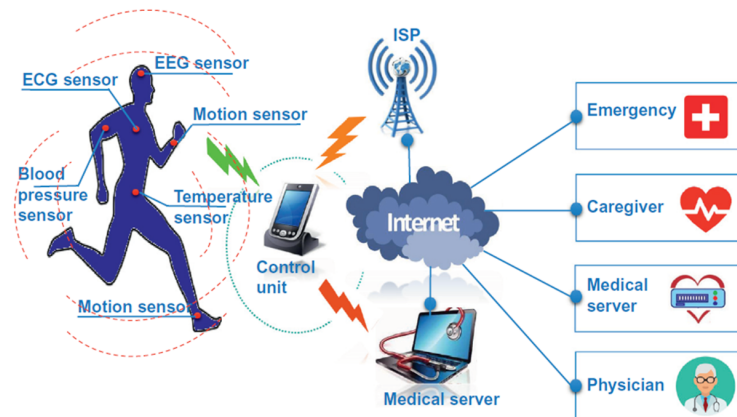 ISP
EEG sensor
ECG sensor
Motion sensor
Blood
pressure
sensor
Temperature
sensor
Motion sensor
Control
unit
Internet
Medical server
Emergency
Caregiver
Medical
server
Physician